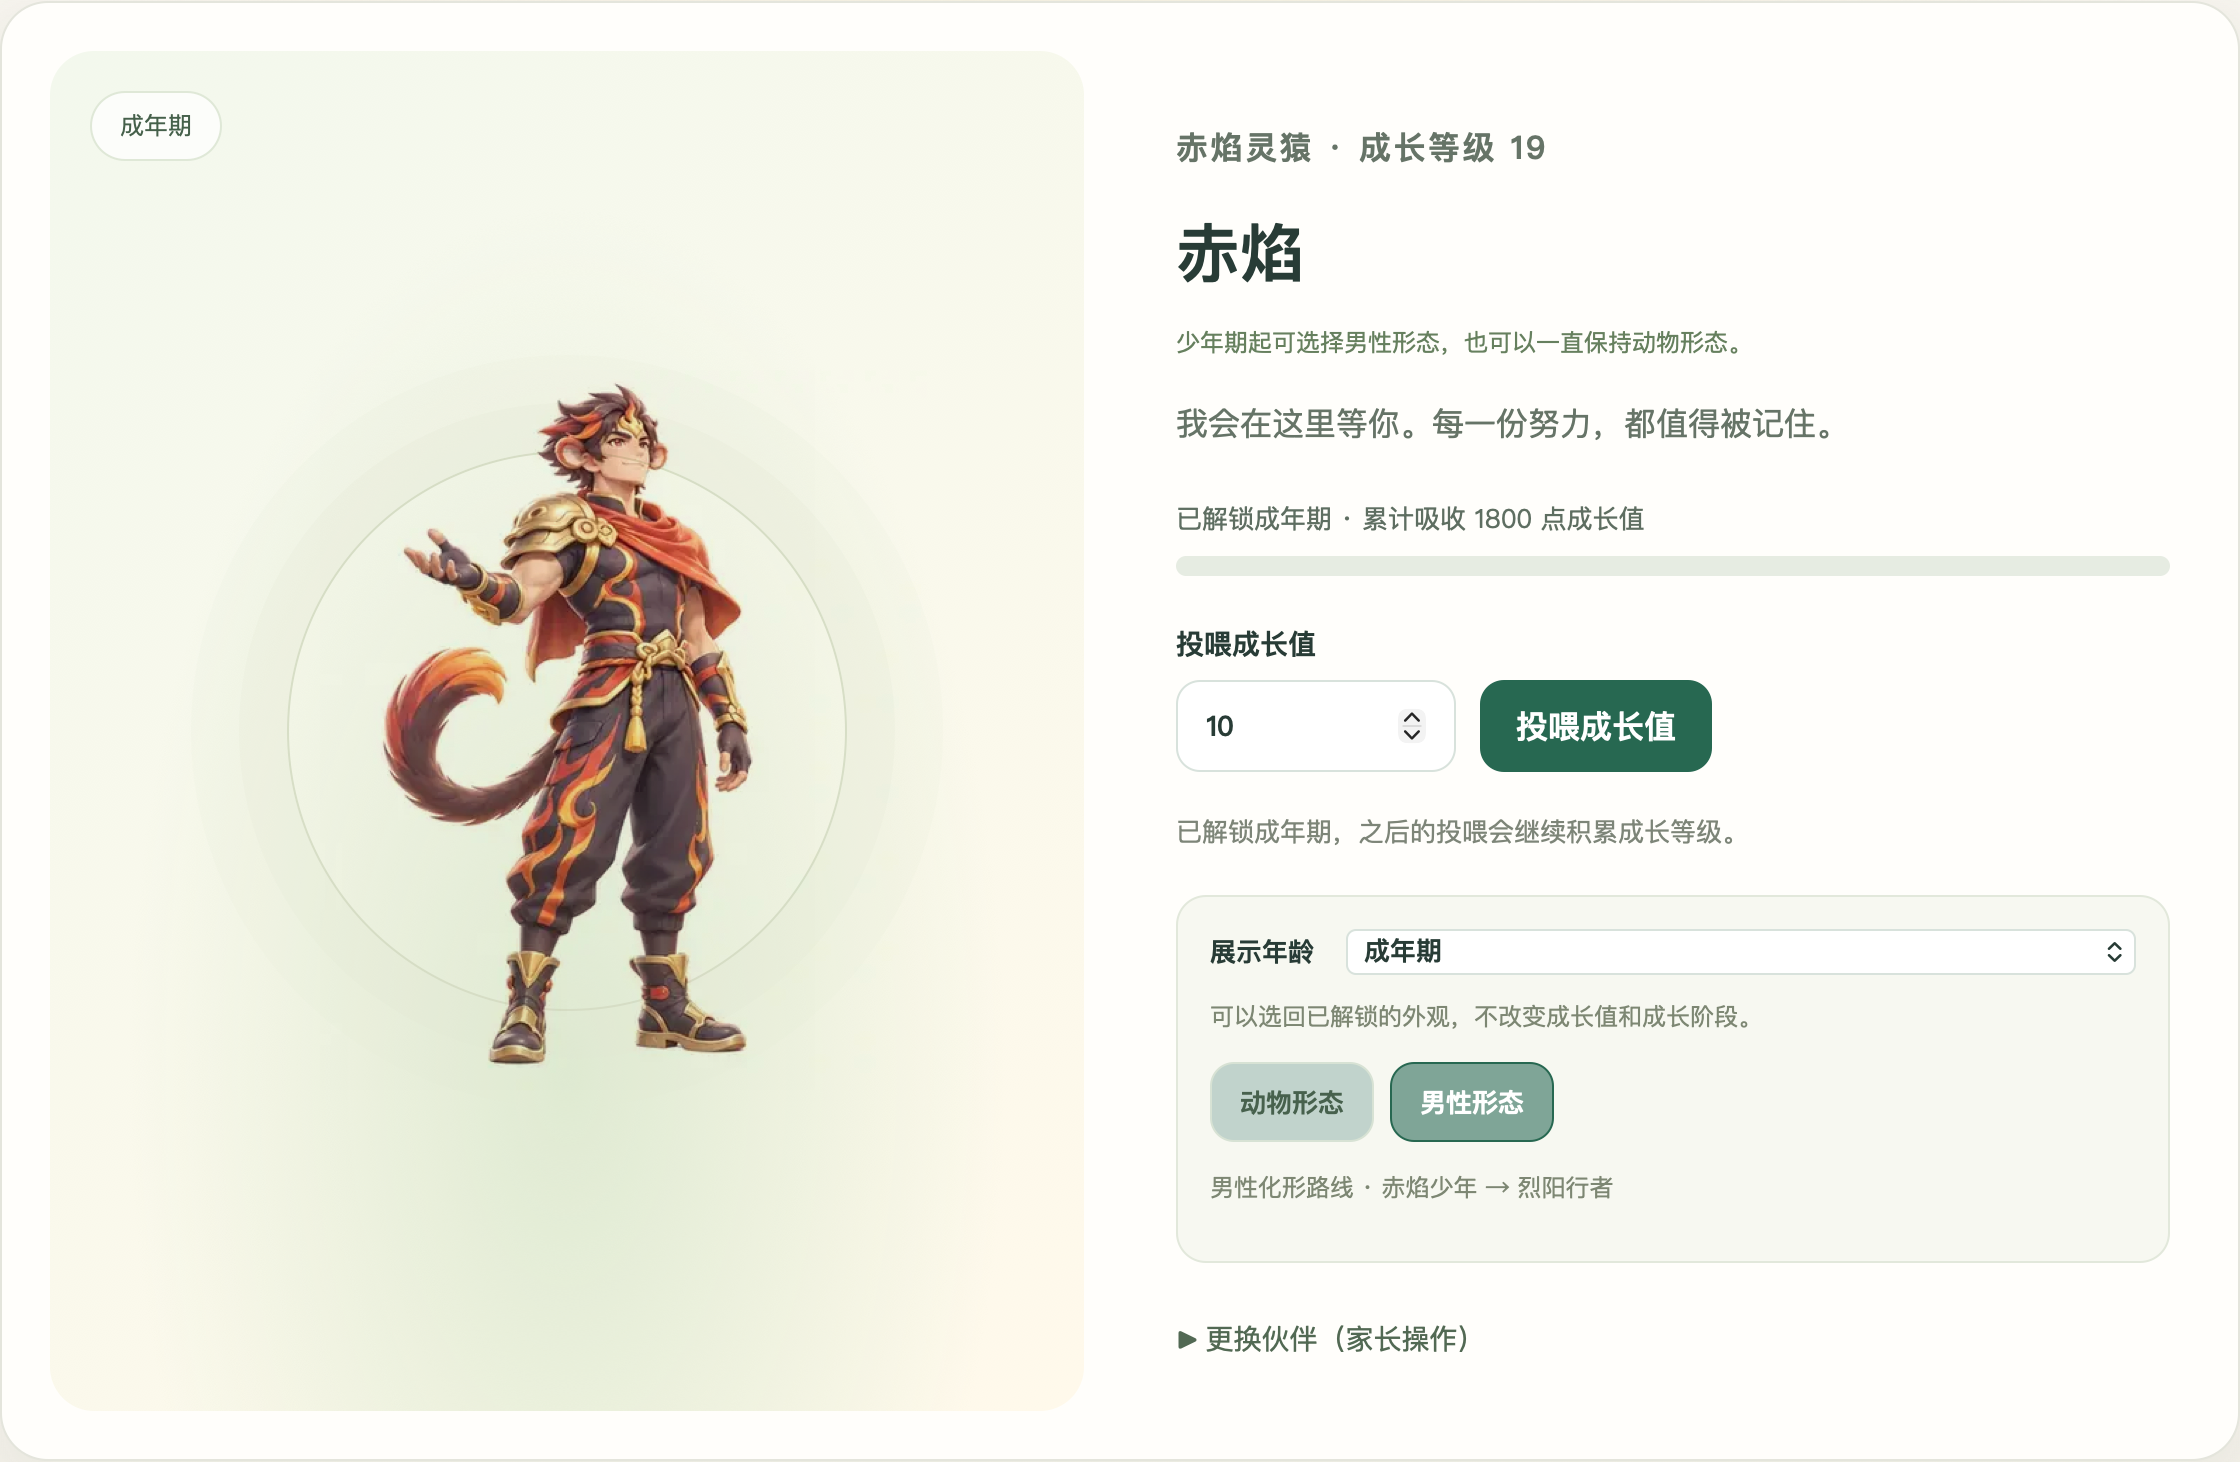 成年期
赤焰灵猿 · 成长等级 19
赤焰
少年期起可选择男性形态，也可以一直保持动物形态。
我会在这里等你。每一份努力，都值得被记住。
已解锁成年期 · 累计吸收 1800 点成长值
投喂成长值
10
投喂成长值
已解锁成年期，之后的投喂会继续积累成长等级。
展示年龄 成年期
可以选回已解锁的外观，不改变成长值和成长阶段。
动物形态 男性形态
男性化形路线 · 赤焰少年 → 烈阳行者
▶ 更换伙伴（家长操作）